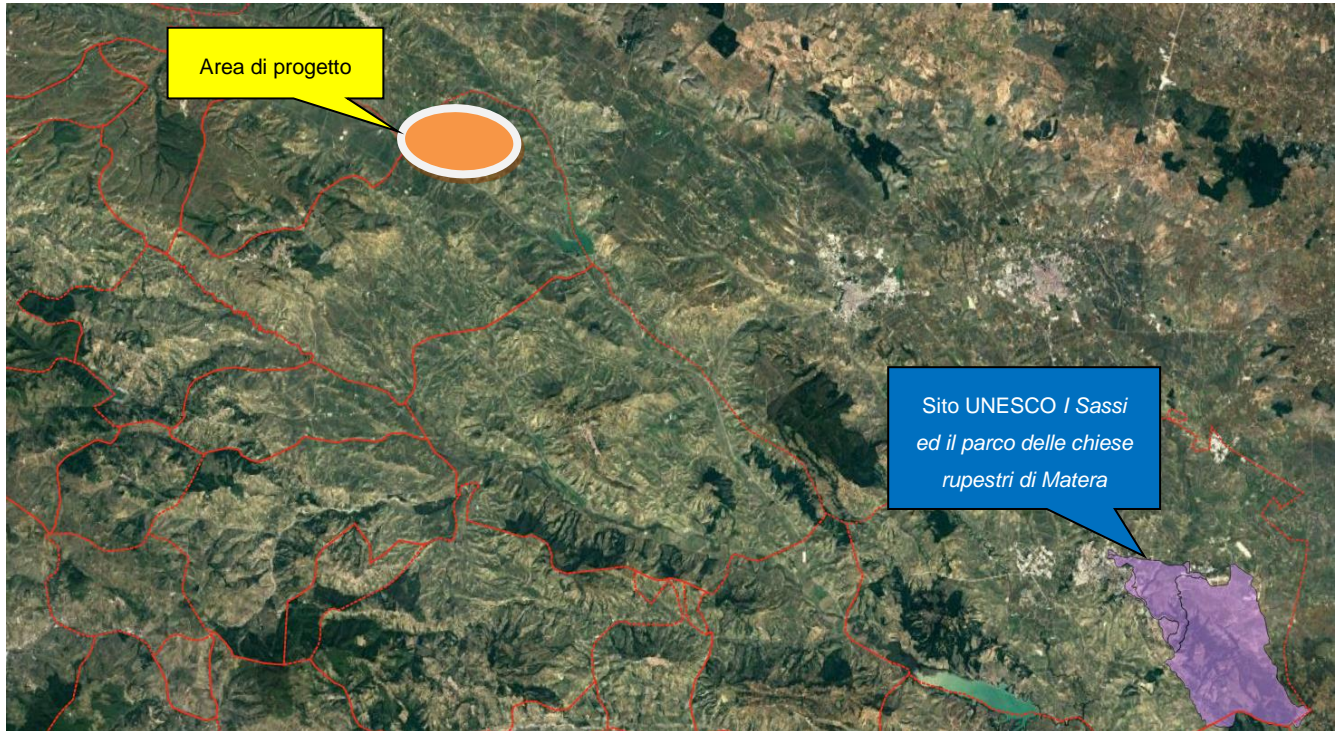 Area di progetto
Sito UNESCO I Sassi
ed il parco delle chiese
rupestri di Matera